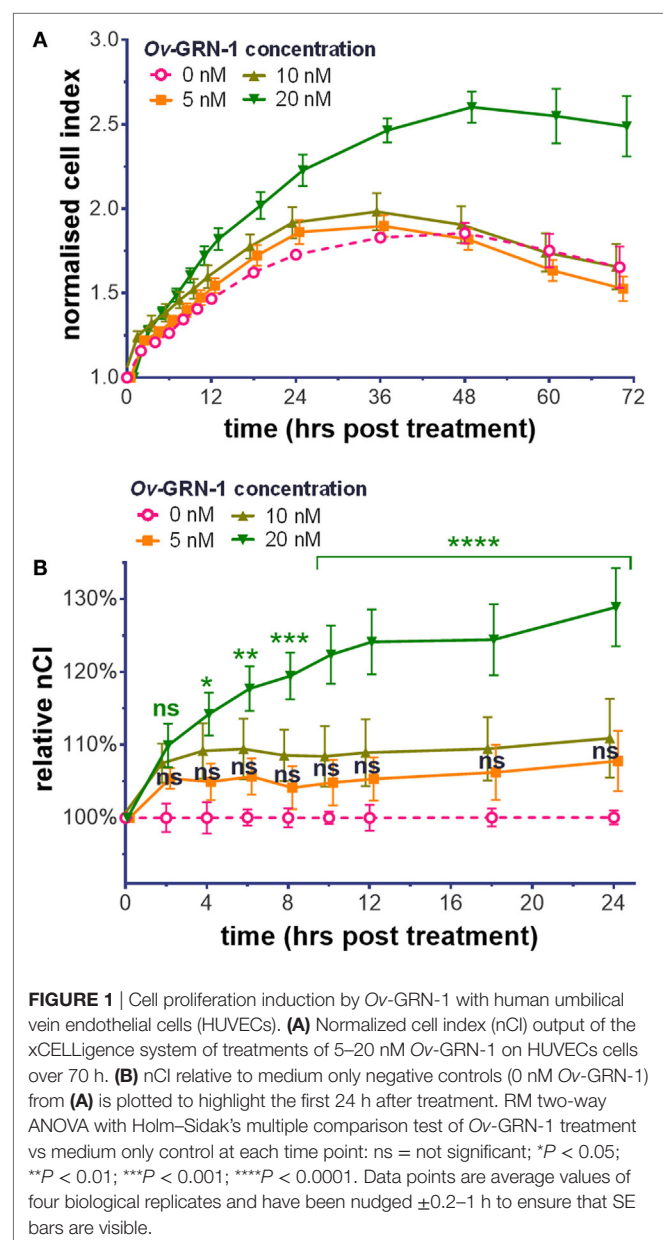 A
Ov-GRN-1 concentration
0 nM 10 nM
5 nM 20 nM
3.0
2.5
2.0
1.5
1.0
normalised cell index
0 12 24 36 48 60 72
time (hrs post treatment)
Ov-GRN-1 concentration
0 nM 10 nM
5 nM 20 nM
B
****
130%
120%
110%
100%
relative nCI
ns * ** ***
ns ns ns ns ns ns ns ns
0 4 8 12 16 20 24
time (hrs post treatment)
FIGURE 1 | Cell proliferation induction by Ov-GRN-1 with human umbilical
vein endothelial cells (HUVECs). (A) Normalized cell index (nCI) output of the
xCELLigence system of treatments of 5–20 nM Ov-GRN-1 on HUVECs cells
over 70 h. (B) nCI relative to medium only negative controls (0 nM Ov-GRN-1)
from (A) is plotted to highlight the first 24 h after treatment. RM two-way
ANOVA with Holm–Sidak's multiple comparison test of Ov-GRN-1 treatment
vs medium only control at each time point: ns = not significant; *P < 0.05;
**P < 0.01; ***P < 0.001; ****P < 0.0001. Data points are average values of
four biological replicates and have been nudged ±0.2–1 h to ensure that SE
bars are visible.